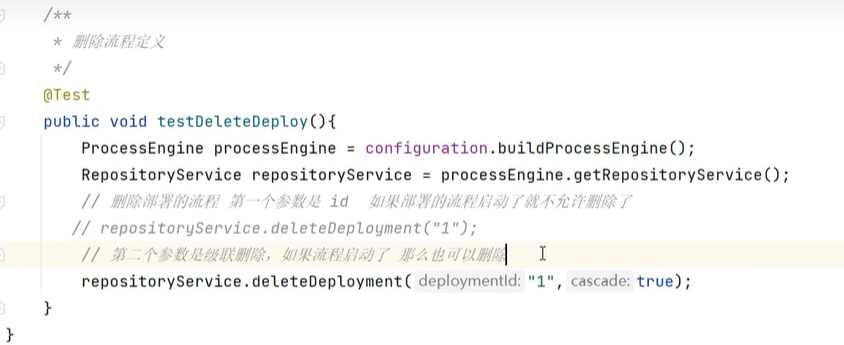 /**
* 删除流程定义
*/
@Test
public void testDeleteDeploy(){
ProcessEngine processEngine = configuration.buildProcessEngine();
RepositoryService repositoryService = processEngine.getRepositoryService();
// 删除部署的流程 第一个参数是 id  如果部署的流程启动了就不允许删除了
// repositoryService.deleteDeployment("1");
// 第二个参数是级联删除，如果流程启动了 那么也可以删除
repositoryService.deleteDeployment( deploymentId: "1", cascade: true);
}
}